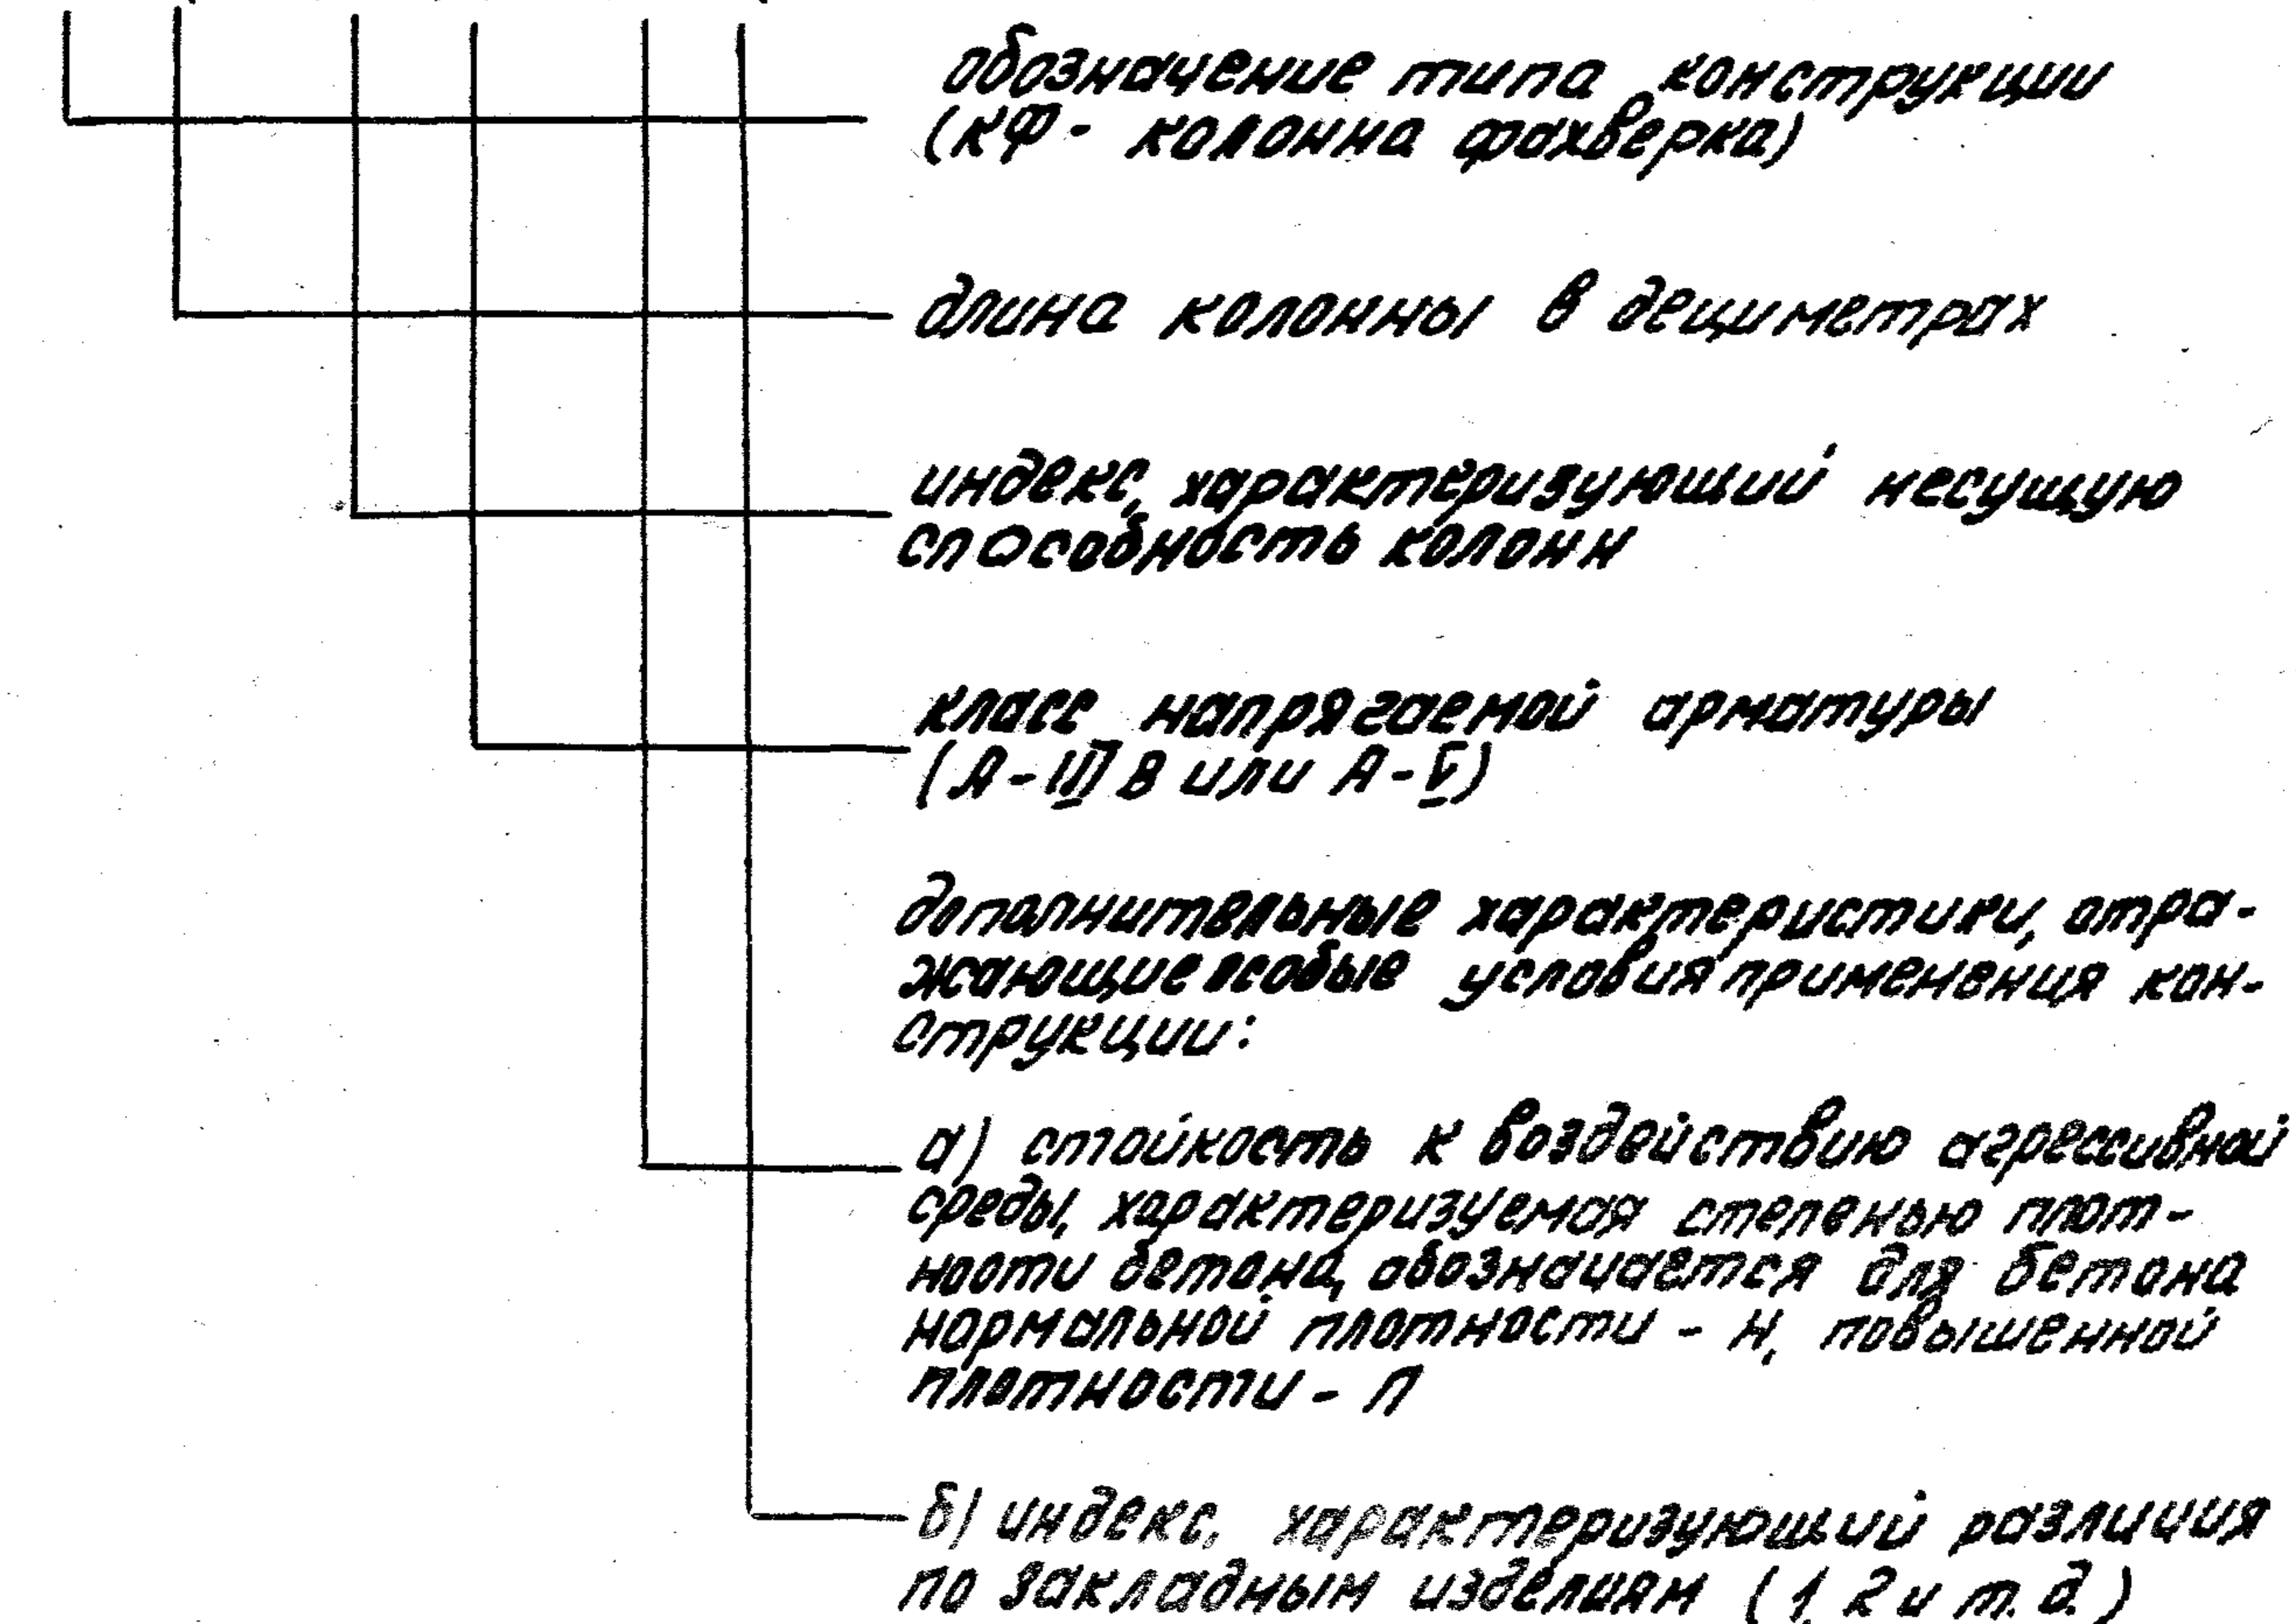 обозначение типа конструкции
(КФ - колонна фахверка)
длина колонны в дециметрах
индекс, характеризующий несущую
способность колонн
класс напрягаемой арматуры
(А-IIIв или А-V)
дополнительные характеристики, отра-
жающие особые условия применения кон-
струкции:
а) стойкость к воздействию агрессивной
среды, характеризуемая степенью плот-
ности бетона, обозначается для бетона
нормальной плотности - Н, повышенной
плотности - П
б) индекс, характеризующий различия
по закладным изделиям (1, 2 и т.д.)